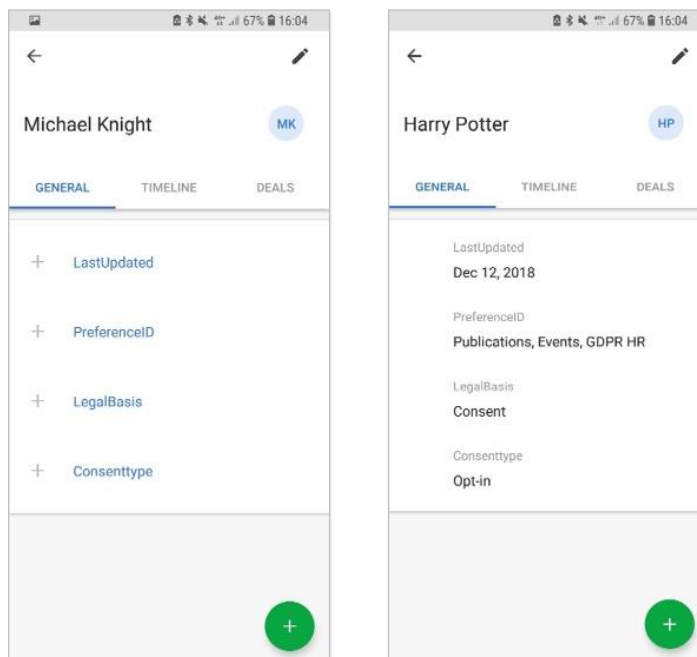 67% 16:04
Michael Knight
MK
GENERAL TIMELINE DEALS
LastUpdated
PreferenceID
LegalBasis
Consenttype
67% 16:04
Harry Potter
HP
GENERAL TIMELINE DEALS
LastUpdated
Dec 12, 2018
PreferenceID
Publications, Events, GDPR HR
LegalBasis
Consent
Consenttype
Opt-in